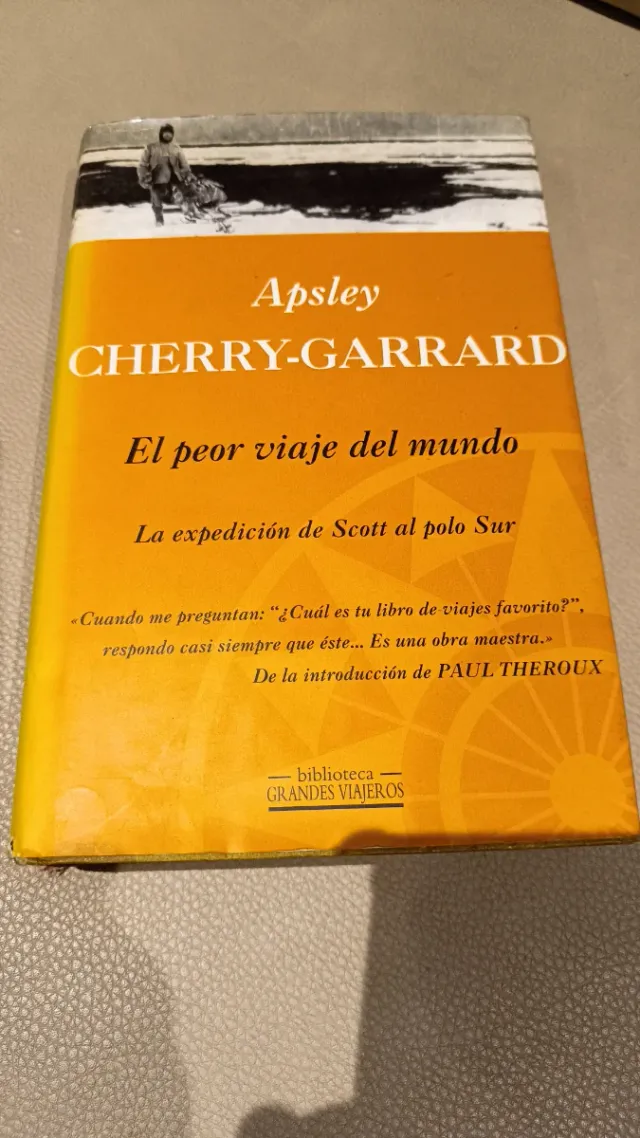 Apsley
CHERRY-GARRARD
El peor viaje del mundo
La expedición de Scott al polo Sur
«Cuando me preguntan: “¿Cuál es tu libro de viajes favorito?”,
respondo casi siempre que éste... Es una obra maestra.»
De la introducción de PAUL THEROUX
biblioteca
GRANDES VIAJEROS